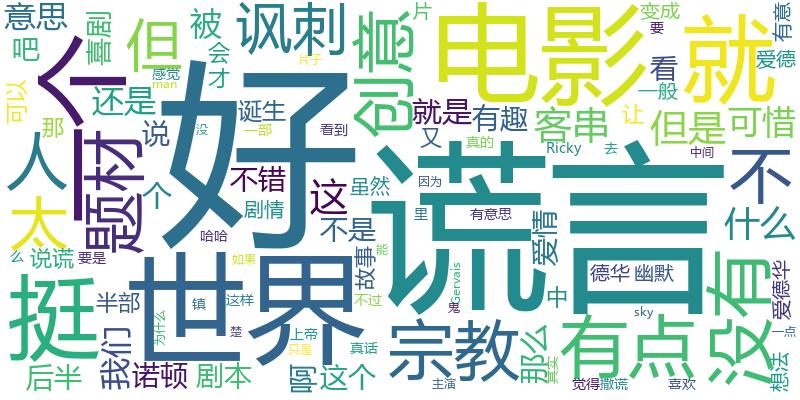 意思
吧
喜剧
但
被
会
才
讽刺
创意
片
电影
就
变成
要
有意
爱德
可以
那
一个
还是
感觉
man
片子
诞生
好
没
一部
看到
就是
又
有趣
真的
客串
看
一般
让
但是
可惜
Ricky
去
中间
人
题材
说
个
不错
剧情
哈哈
这
虽然
不是
因为
里
有意思
谎言
爱情
不
什么
太
么
说谎
要是
世界
如果
故事
能
不过
Gervais
鬼
中
德华
幽默
sky
没有
爱德华
一点
想法
挺
半部
我们
镇
为什么
楚
这样
上帝
只是
真话
宗教
那么
有点
其实
后半
诺顿
剧本
啊
这个
主演
觉得
撒谎
喜欢